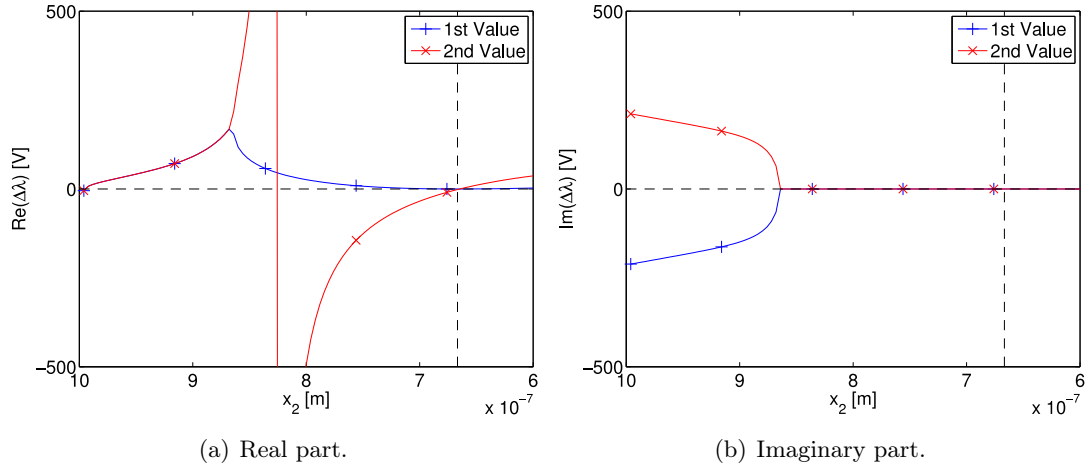 500
0
−500
Re(Δλ) [V]
1st Value
2nd Value
10
9
8
7
6
x₂ [m]
x 10⁻⁷
(a) Real part.
500
0
−500
Im(Δλ) [V]
1st Value
2nd Value
10
9
8
7
6
x₂ [m]
x 10⁻⁷
(b) Imaginary part.